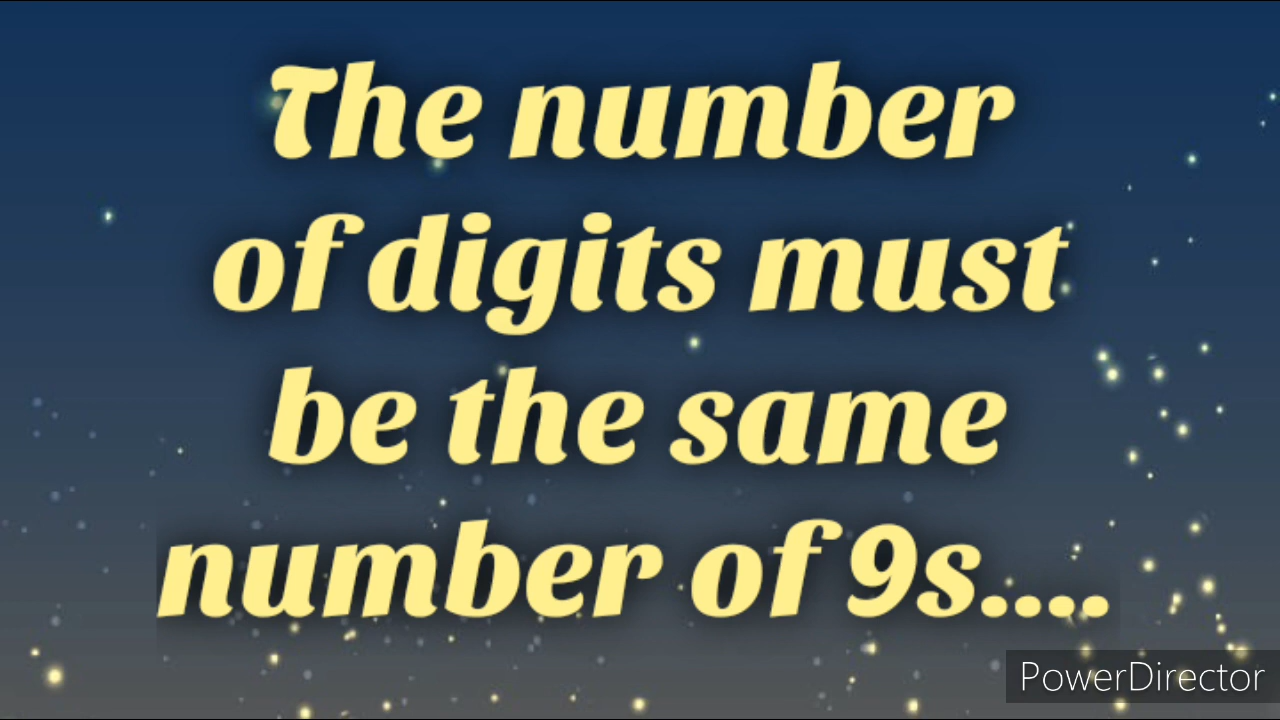 The number
of digits must
be the same
number of 9s....
PowerDirector